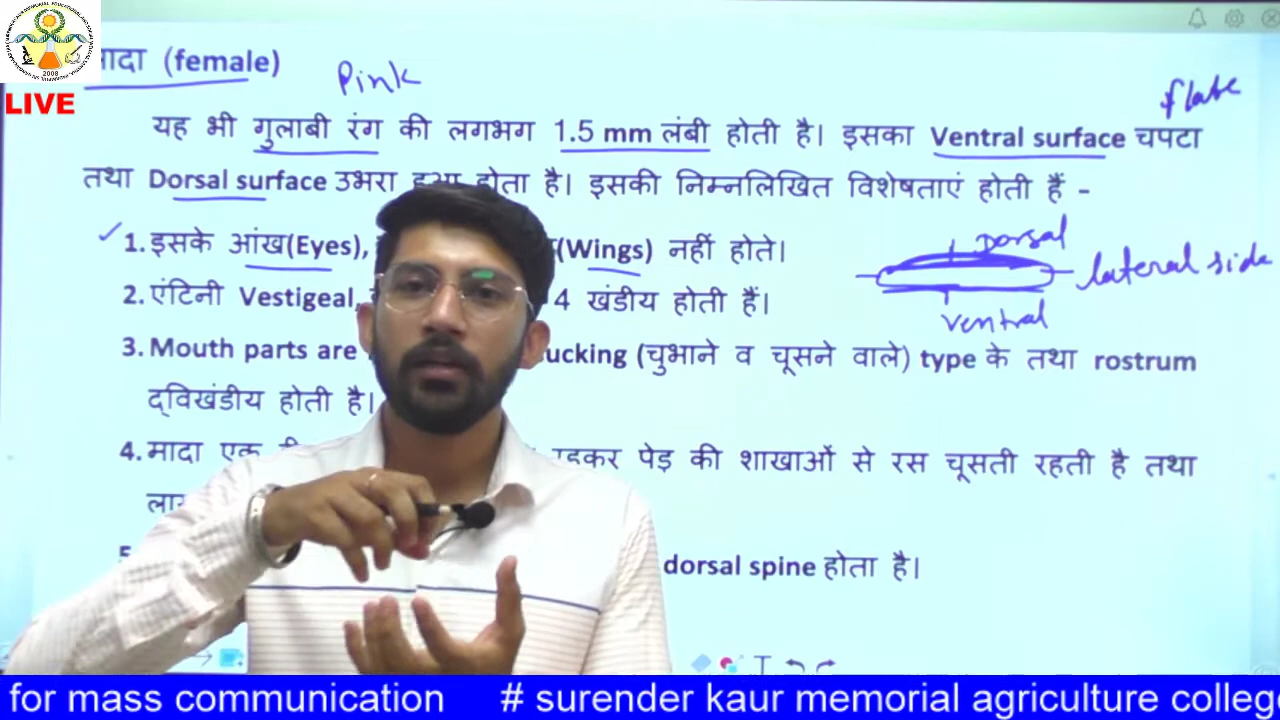 2008
LIVE
मादा (female)
Pink
flate
यह भी गुलाबी रंग की लगभग 1.5 mm लंबी होती है। इसका Ventral surface चपटा
तथा Dorsal surface उभरा हुआ होता है। इसकी निम्नलिखित विशेषताएं होती हैं -
1. इसके आंख(Eyes), (Wings) नहीं होते।
Dorsal
lateral side
ventral
2. एंटिनी Vestigeal, 4 खंडीय होती हैं।
3. Mouth parts are ucking (चुभाने व चूसने वाले) type के तथा rostrum
द्विखंडीय होती है।
4. मादा एक रहकर पेड़ की शाखाओं से रस चूसती रहती है तथा
5 dorsal spine होता है।
for mass communication # surender kaur memorial agriculture college